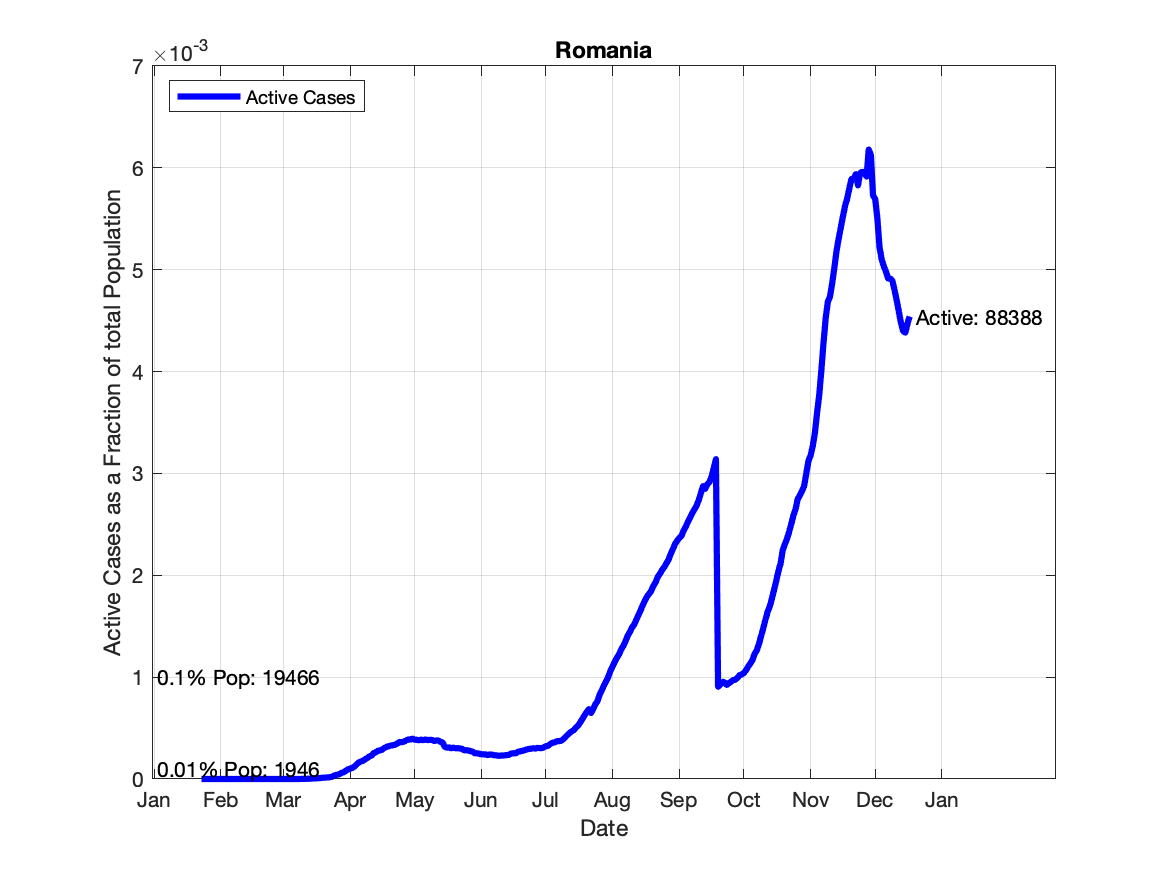 Romania
×10-3
7
Active Cases
6
5
Active: 88388
4
3
2
1
0.1% Pop: 19466
0.01% Pop: 1946
0
Jan Feb Mar Apr May Jun Jul Aug Sep Oct Nov Dec Jan
Date
Active Cases as a Fraction of total Population